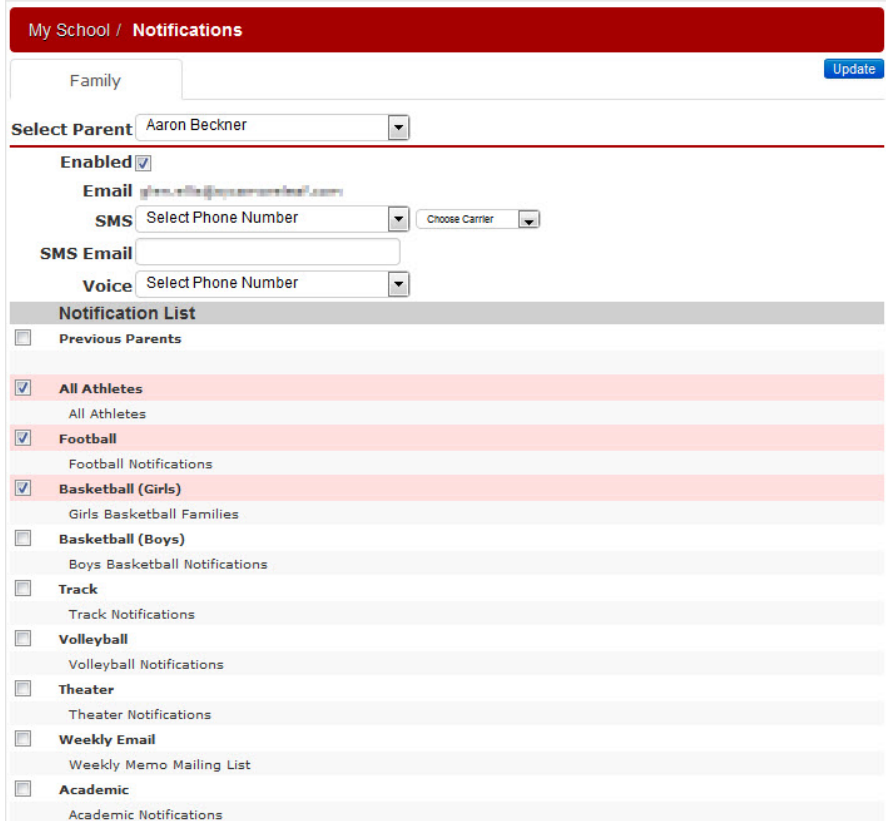 My School / Notifications
Update
Family
Select Parent Aaron Beckner
Enabled
Email
SMS Select Phone Number Choose Carrier
SMS Email
Voice Select Phone Number
Notification List
Previous Parents
All Athletes
All Athletes
Football
Football Notifications
Basketball (Girls)
Girls Basketball Families
Basketball (Boys)
Boys Basketball Notifications
Track
Track Notifications
Volleyball
Volleyball Notifications
Theater
Theater Notifications
Weekly Email
Weekly Memo Mailing List
Academic
Academic Notifications